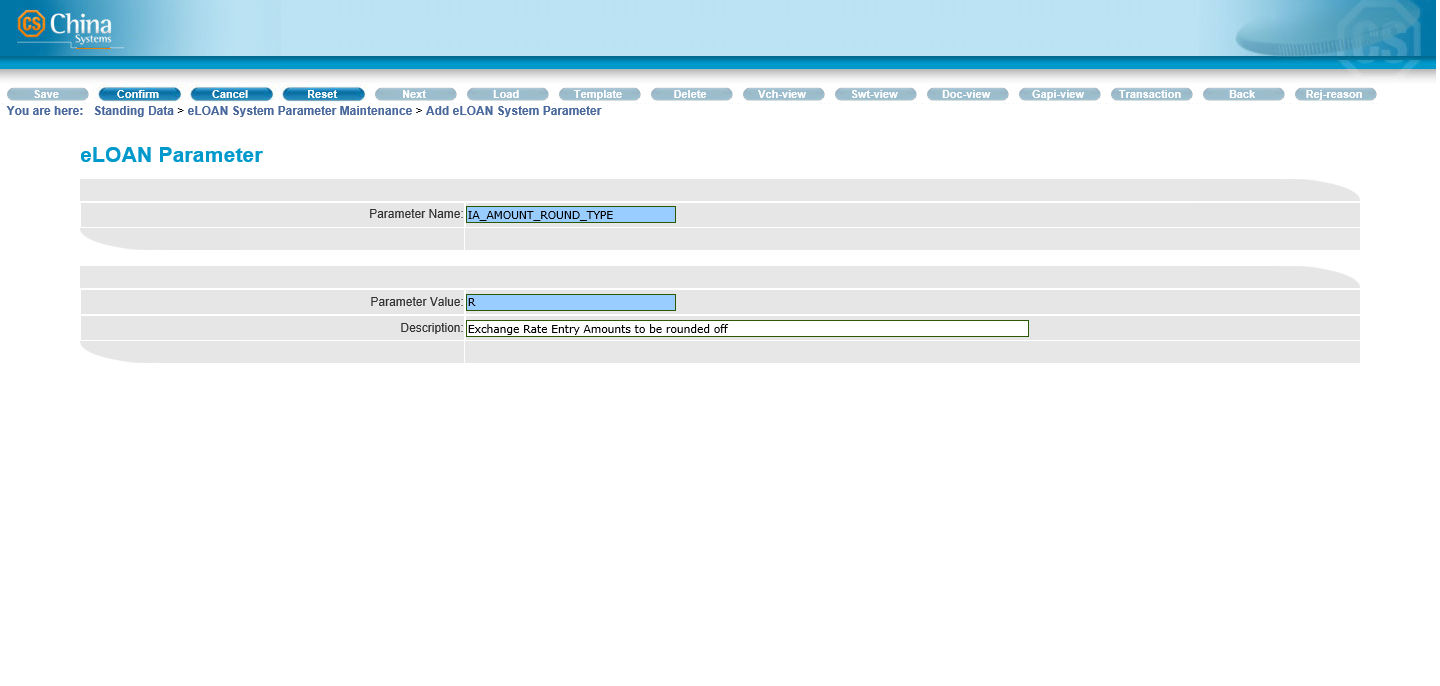 CS China
Systems
Save Confirm Cancel Reset Next Load Template Delete Vch-view Swt-view Doc-view Gapi-view Transaction Back Rej-reason
You are here: Standing Data > eLOAN System Parameter Maintenance > Add eLOAN System Parameter
eLOAN Parameter
Parameter Name: IA_AMOUNT_ROUND_TYPE
Parameter Value: R
Description: Exchange Rate Entry Amounts to be rounded off